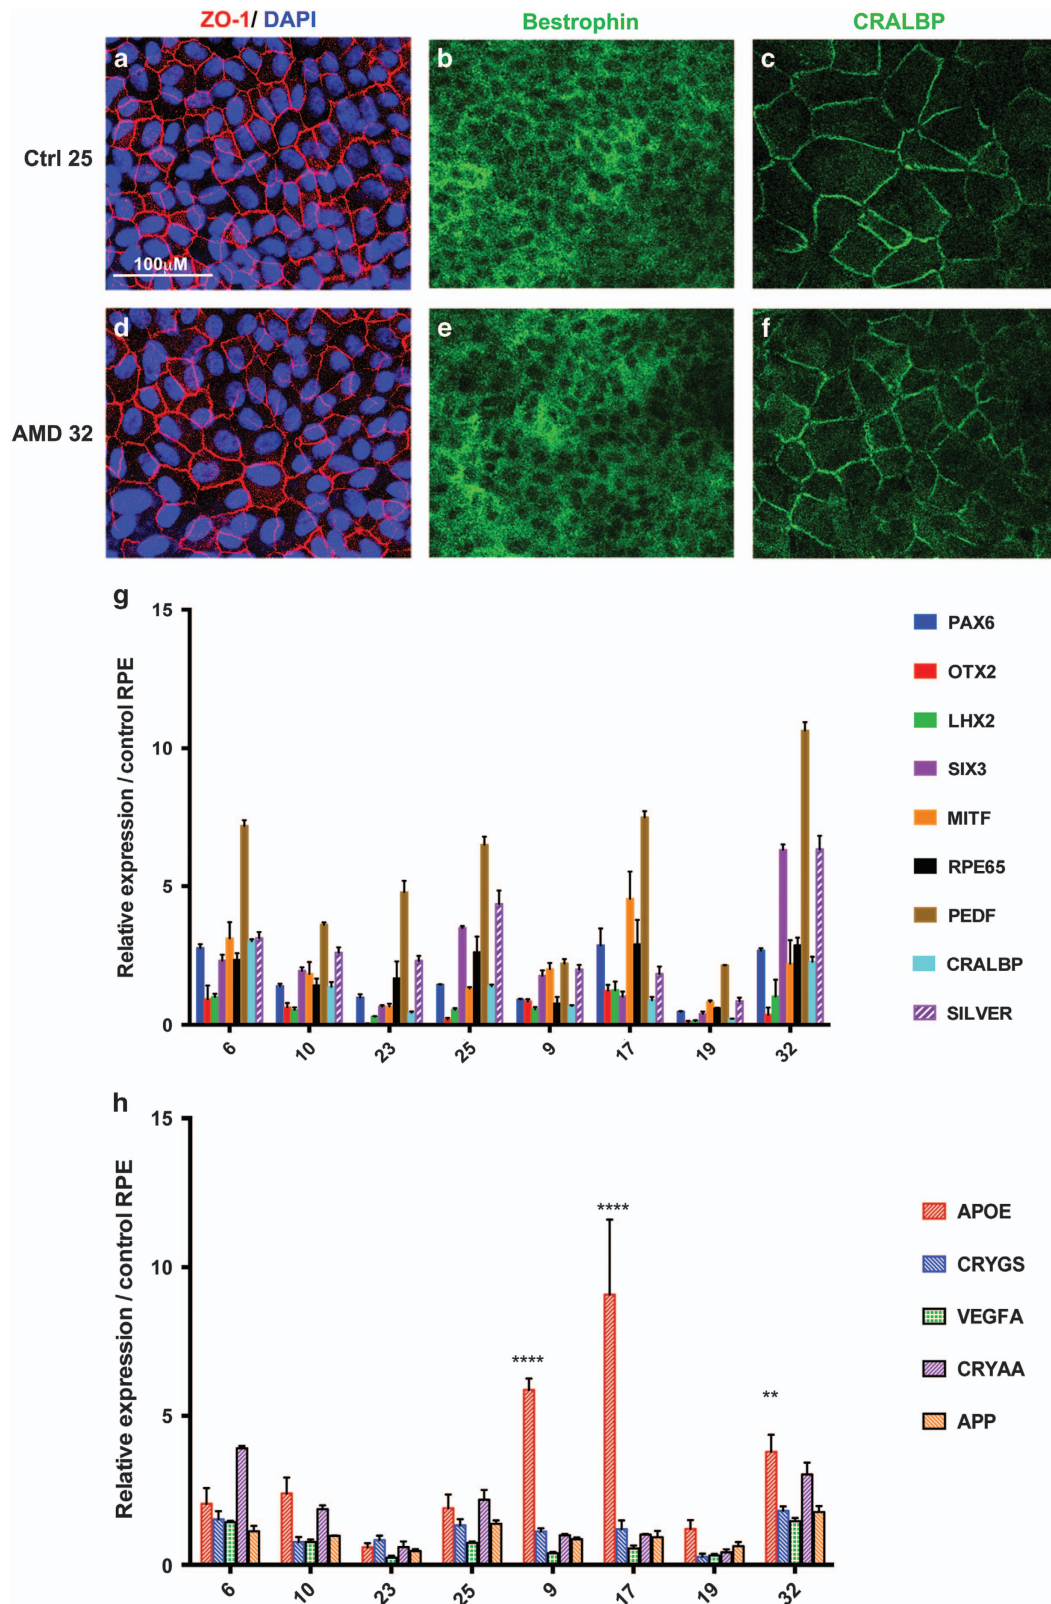 ZO-1/ DAPI
Bestrophin
CRALBP
a
b
c
Ctrl 25
100µM
d
e
f
AMD 32
g
15
10
5
0
Relative expression / control RPE
6
10
23
25
9
17
19
32
PAX6
OTX2
LHX2
SIX3
MITF
RPE65
PEDF
CRALBP
SILVER
h
15
10
5
0
Relative expression / control RPE
****
****
**
6
10
23
25
9
17
19
32
APOE
CRYGS
VEGFA
CRYAA
APP